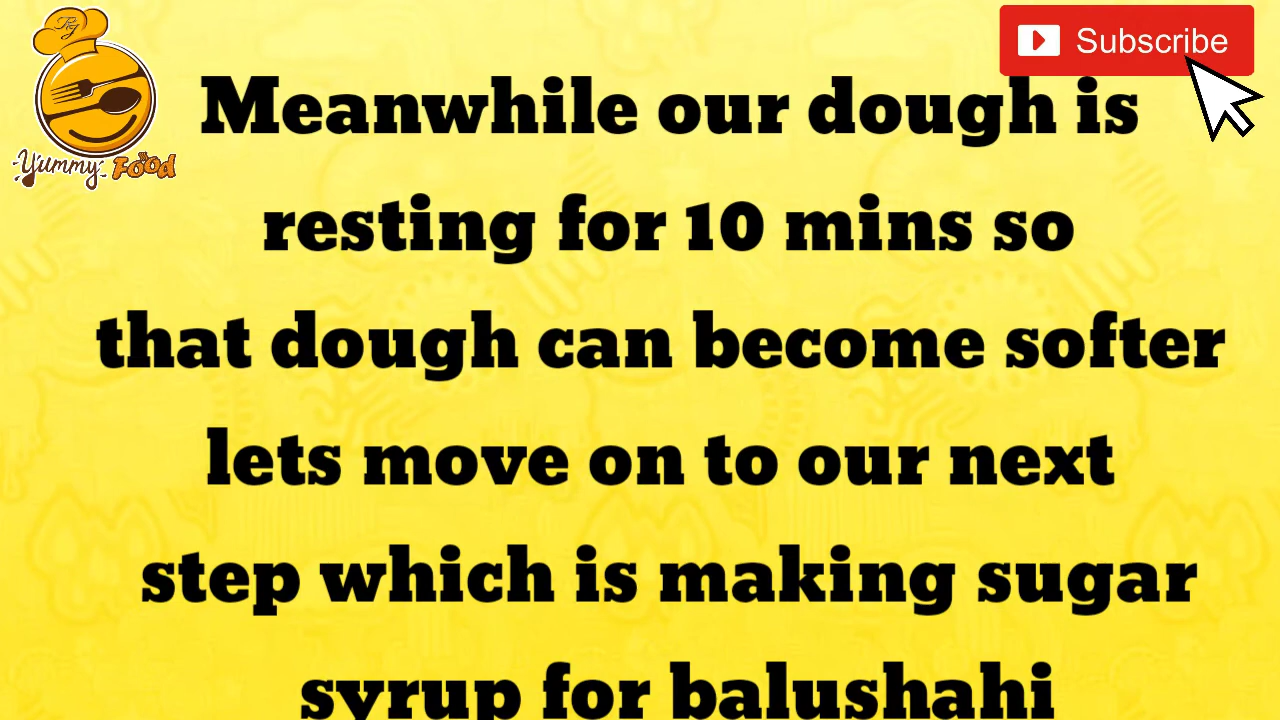 Subscribe
Yummy Food
Meanwhile our dough is
resting for 10 mins so
that dough can become softer
lets move on to our next
step which is making sugar
syrup for balushahi